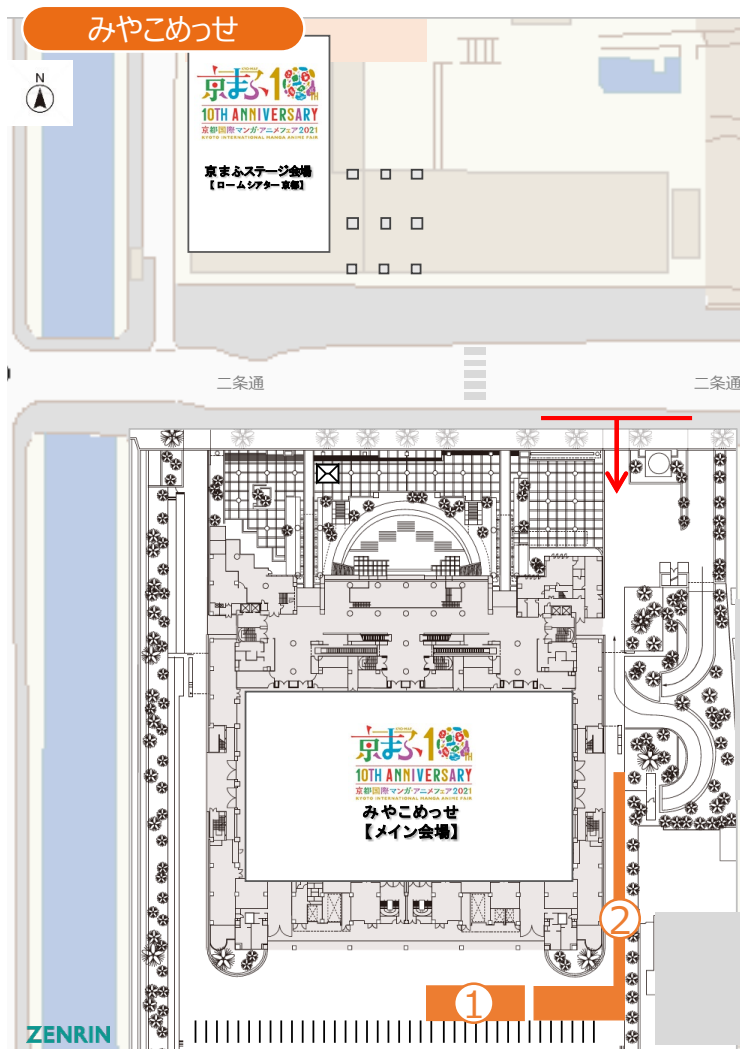 みやこめっせ
N
京まふ10TH
10TH ANNIVERSARY
京都国際マンガ・アニメフェア2021
KYOTO INTERNATIONAL MANGA ANIME FAIR
京まふステージ会場
【ロームシアター京都】
二条通
二条通
京まふ10TH
10TH ANNIVERSARY
京都国際マンガ・アニメフェア2021
KYOTO INTERNATIONAL MANGA ANIME FAIR
みやこめっせ
【メイン会場】
②
①
ZENRIN